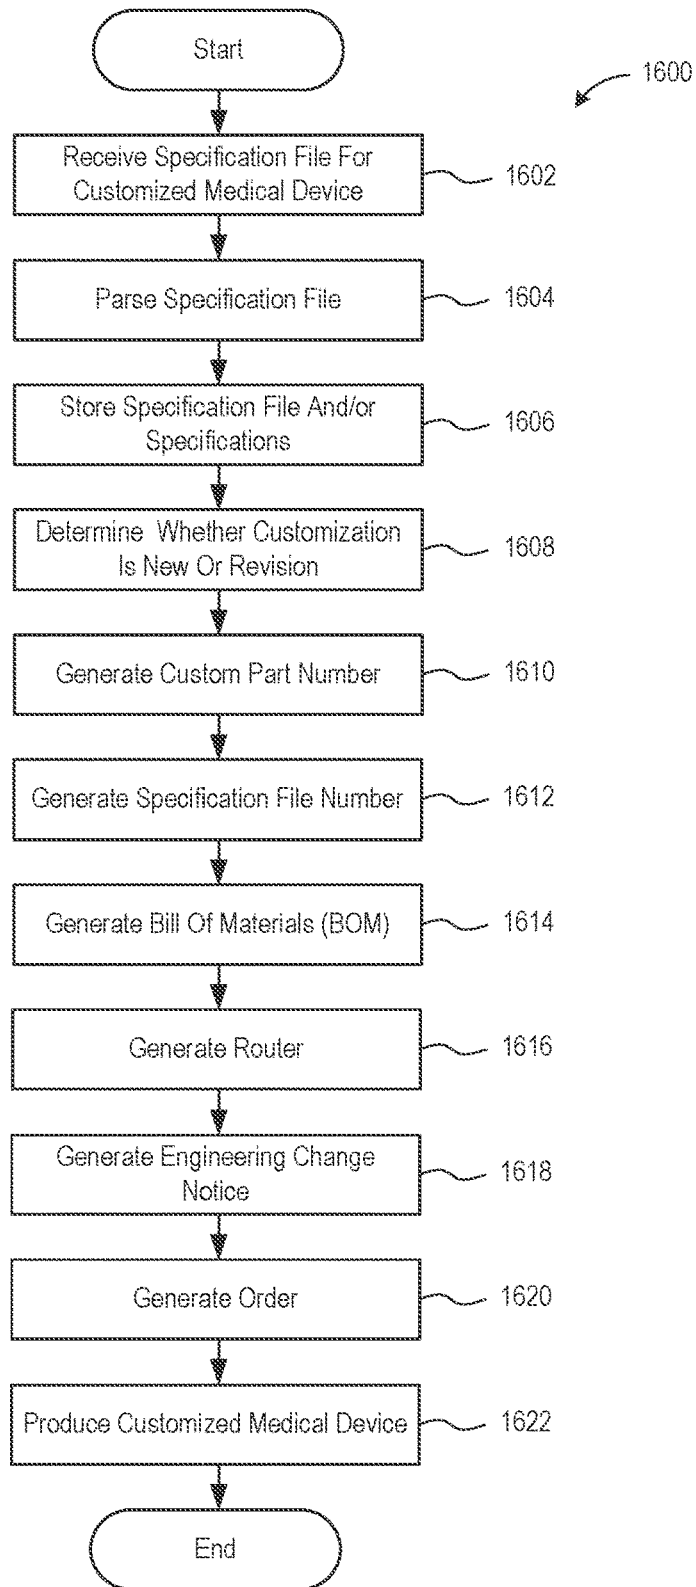 Start
1600
Receive Specification File For
Customized Medical Device
1602
Parse Specification File
1604
Store Specification File And/or
Specifications
1606
Determine Whether Customization
Is New Or Revision
1608
Generate Custom Part Number
1610
Generate Specification File Number
1612
Generate Bill Of Materials (BOM)
1614
Generate Router
1616
Generate Engineering Change
Notice
1618
Generate Order
1620
Produce Customized Medical Device
1622
End